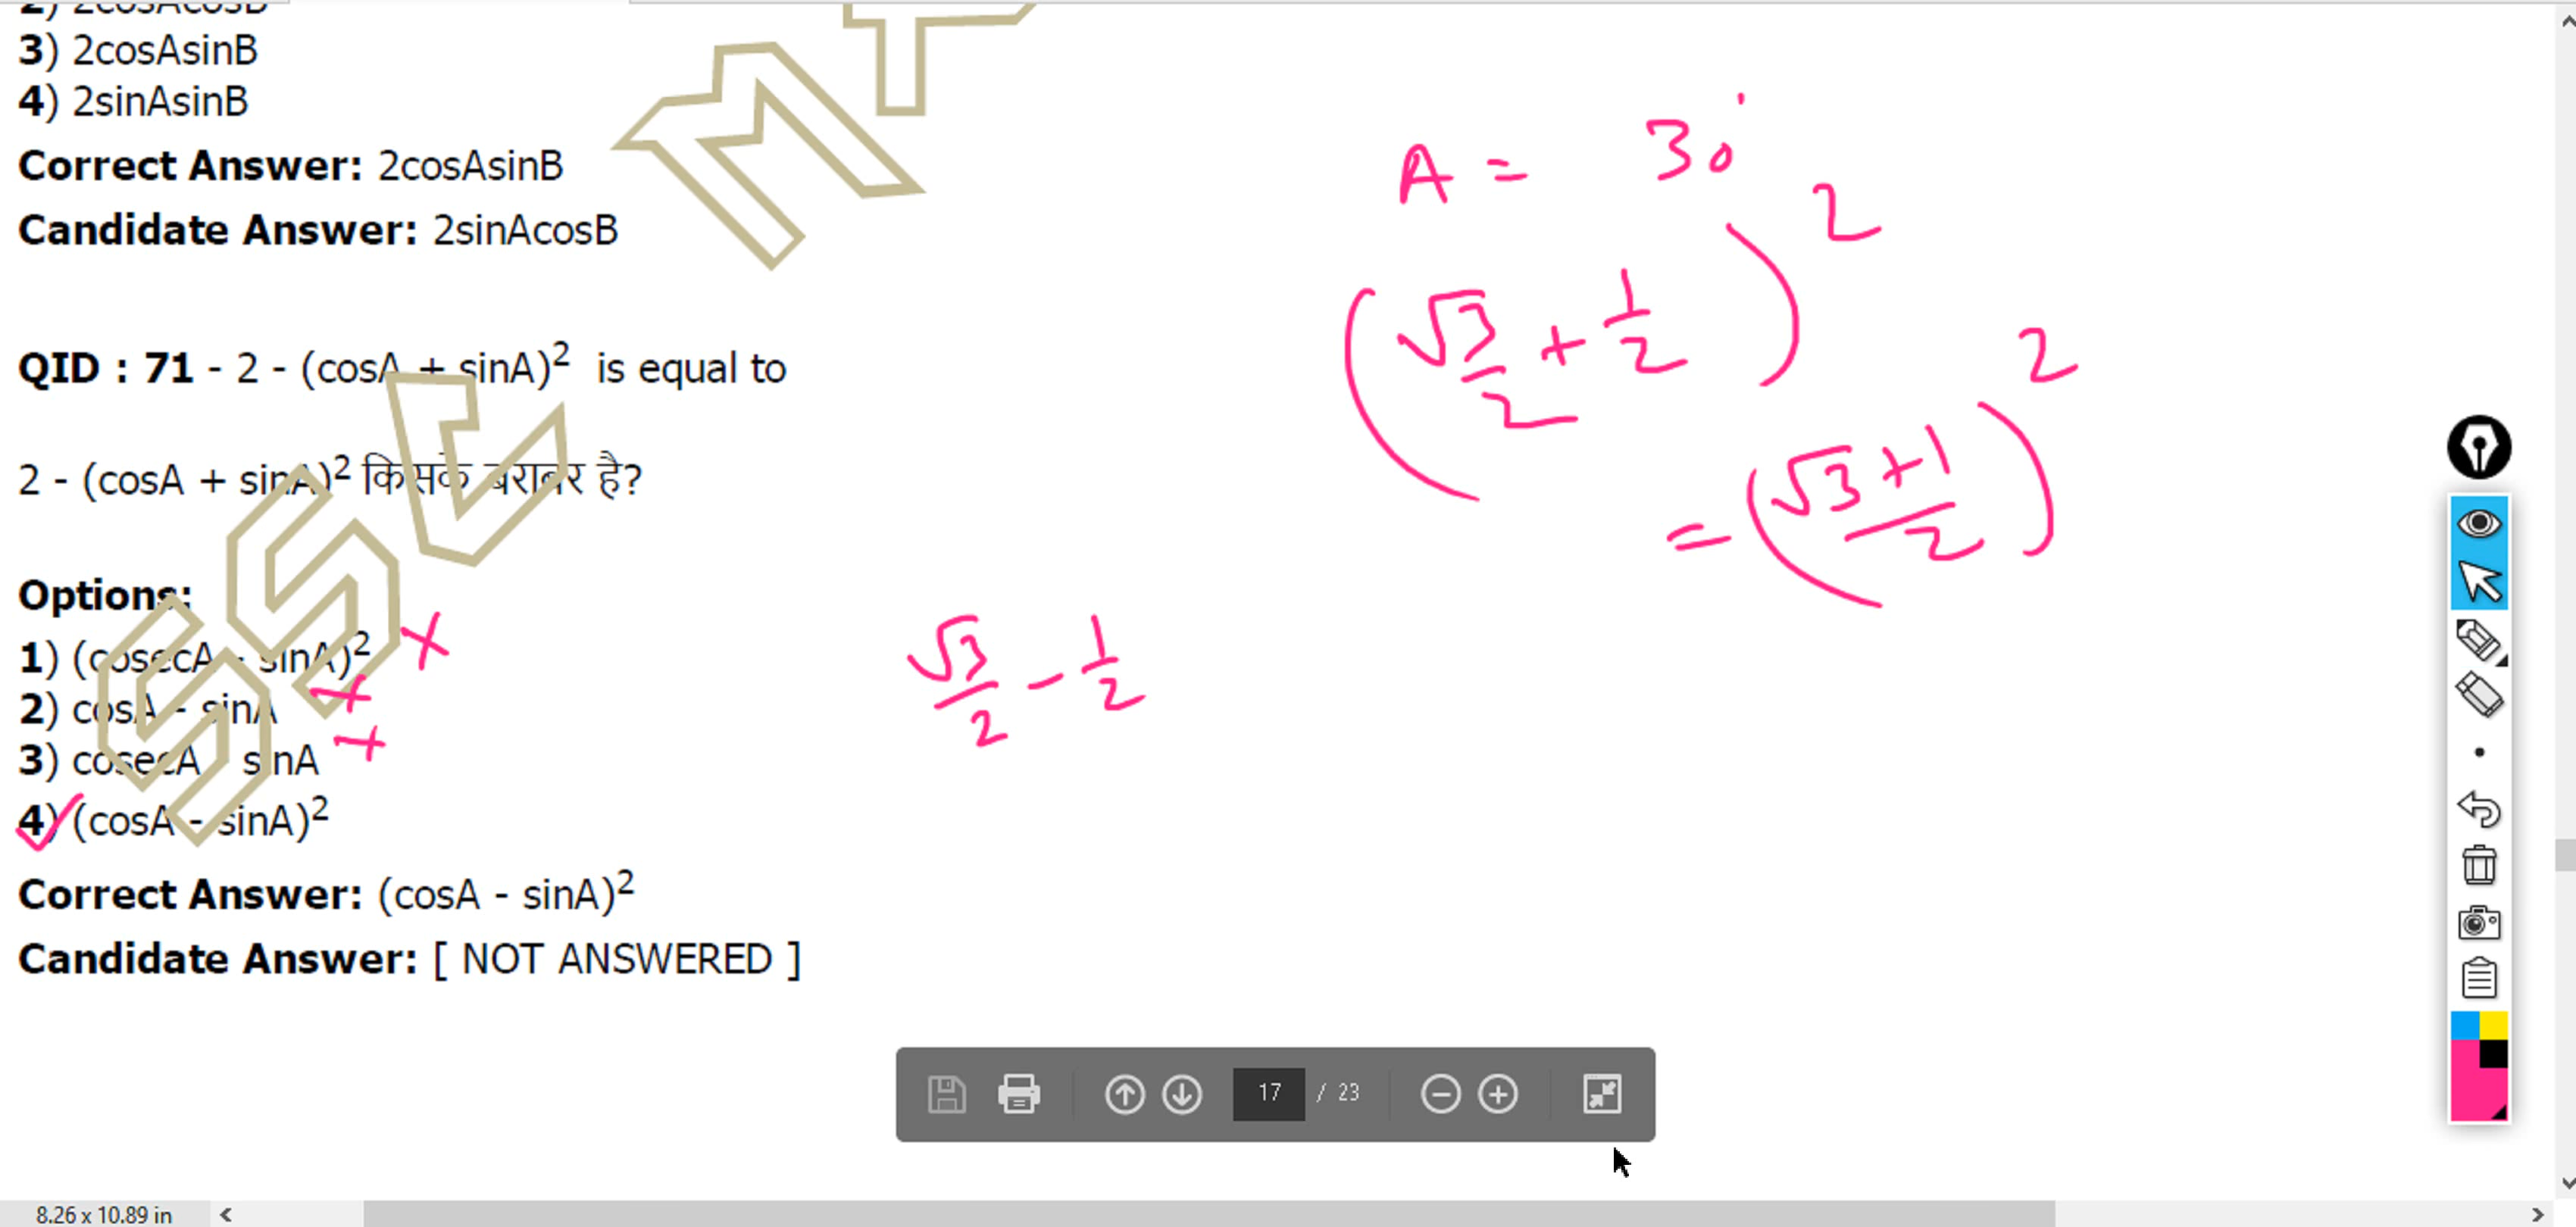 2) 2cosAcosB
3) 2cosAsinB
4) 2sinAsinB
Correct Answer: 2cosAsinB
Candidate Answer: 2sinAcosB
QID : 71 - 2 - (cosA + sinA)² is equal to
2 - (cosA + sinA)² किसके बराबर है?
Options:
1) (cosecA - sinA)²
2) cosA - sinA
3) cosecA - sinA
4) (cosA - sinA)²
Correct Answer: (cosA - sinA)²
Candidate Answer: [ NOT ANSWERED ]
A = 30°
(√3/2 + 1/2)²
= (√3+1/2)²
√3/2 - 1/2
SSC
17 / 23
8.26 x 10.89 in